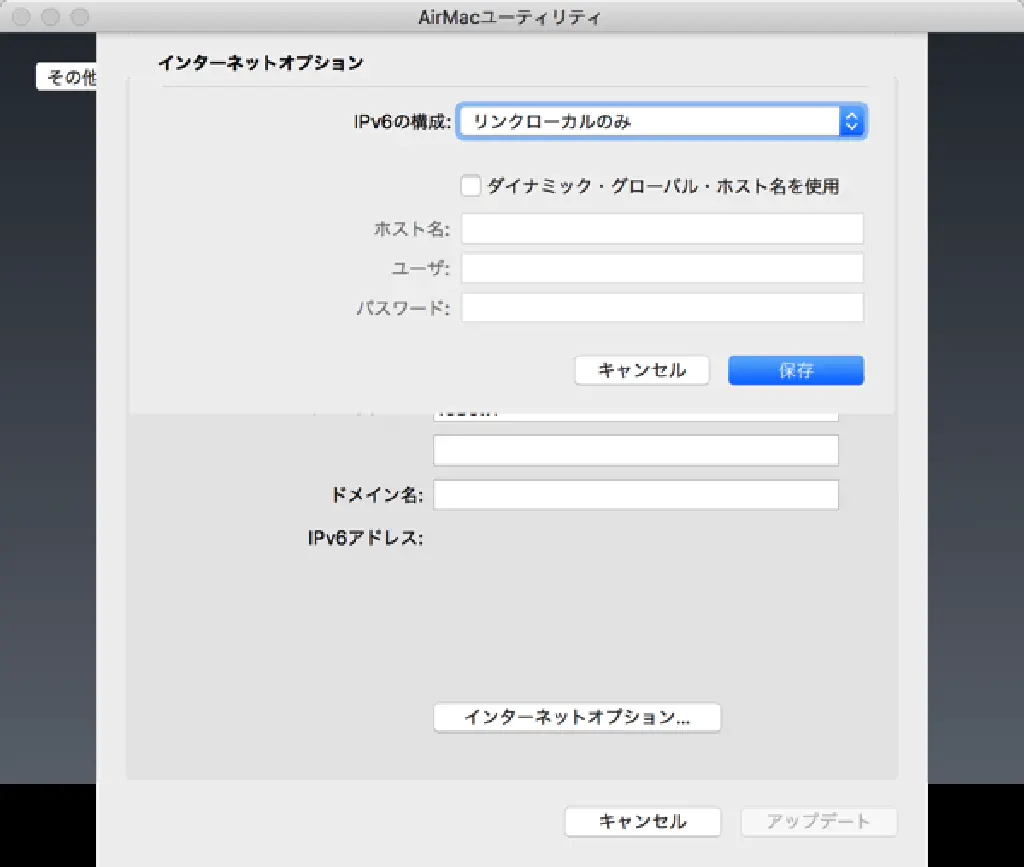 AirMacユーティリティ
その他
インターネットオプション
IPv6の構成: リンクローカルのみ
ダイナミック・グローバル・ホスト名を使用
ホスト名:
ユーザ:
パスワード:
キャンセル 保存
ドメイン名:
IPv6アドレス:
インターネットオプション...
キャンセル アップデート